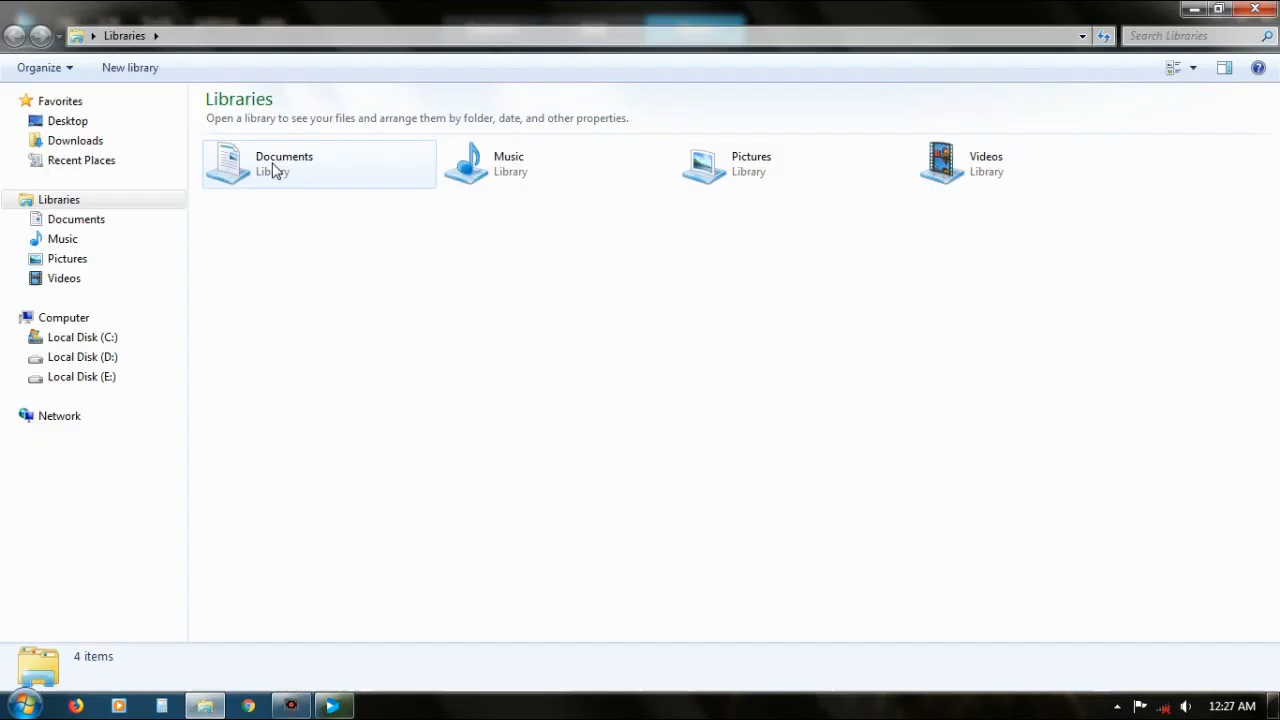 Libraries
Search Libraries
Organize
New library
Favorites
Desktop
Downloads
Recent Places
Libraries
Documents
Music
Pictures
Videos
Computer
Local Disk (C:)
Local Disk (D:)
Local Disk (E:)
Network
Libraries
Open a library to see your files and arrange them by folder, date, and other properties.
Documents
Library
Music
Library
Pictures
Library
Videos
Library
4 items
12:27 AM